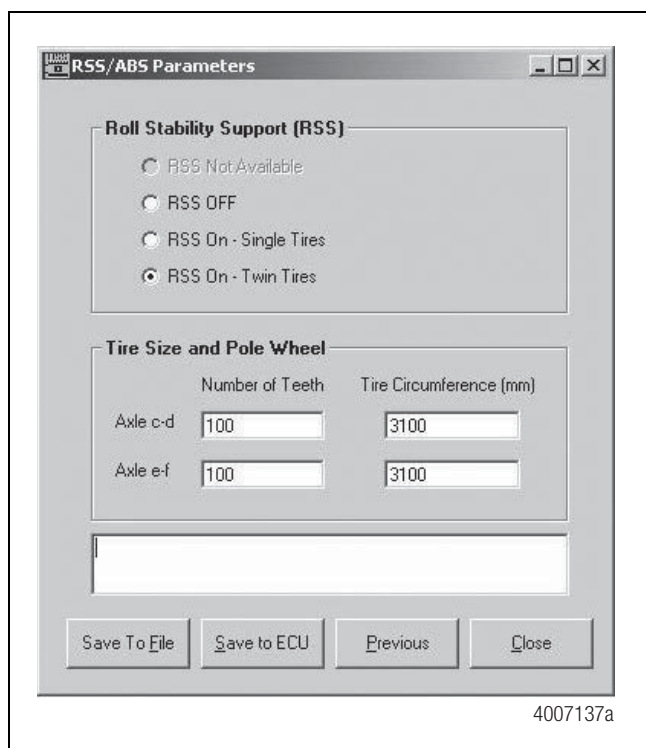 RSS/ABS Parameters
Roll Stability Support (RSS)
RSS Not Available
RSS OFF
RSS On - Single Tires
RSS On - Twin Tires
Tire Size and Pole Wheel
Number of Teeth Tire Circumference (mm)
Axle c-d 100 3100
Axle e-f 100 3100
Save To File Save to ECU Previous Close
4007137a